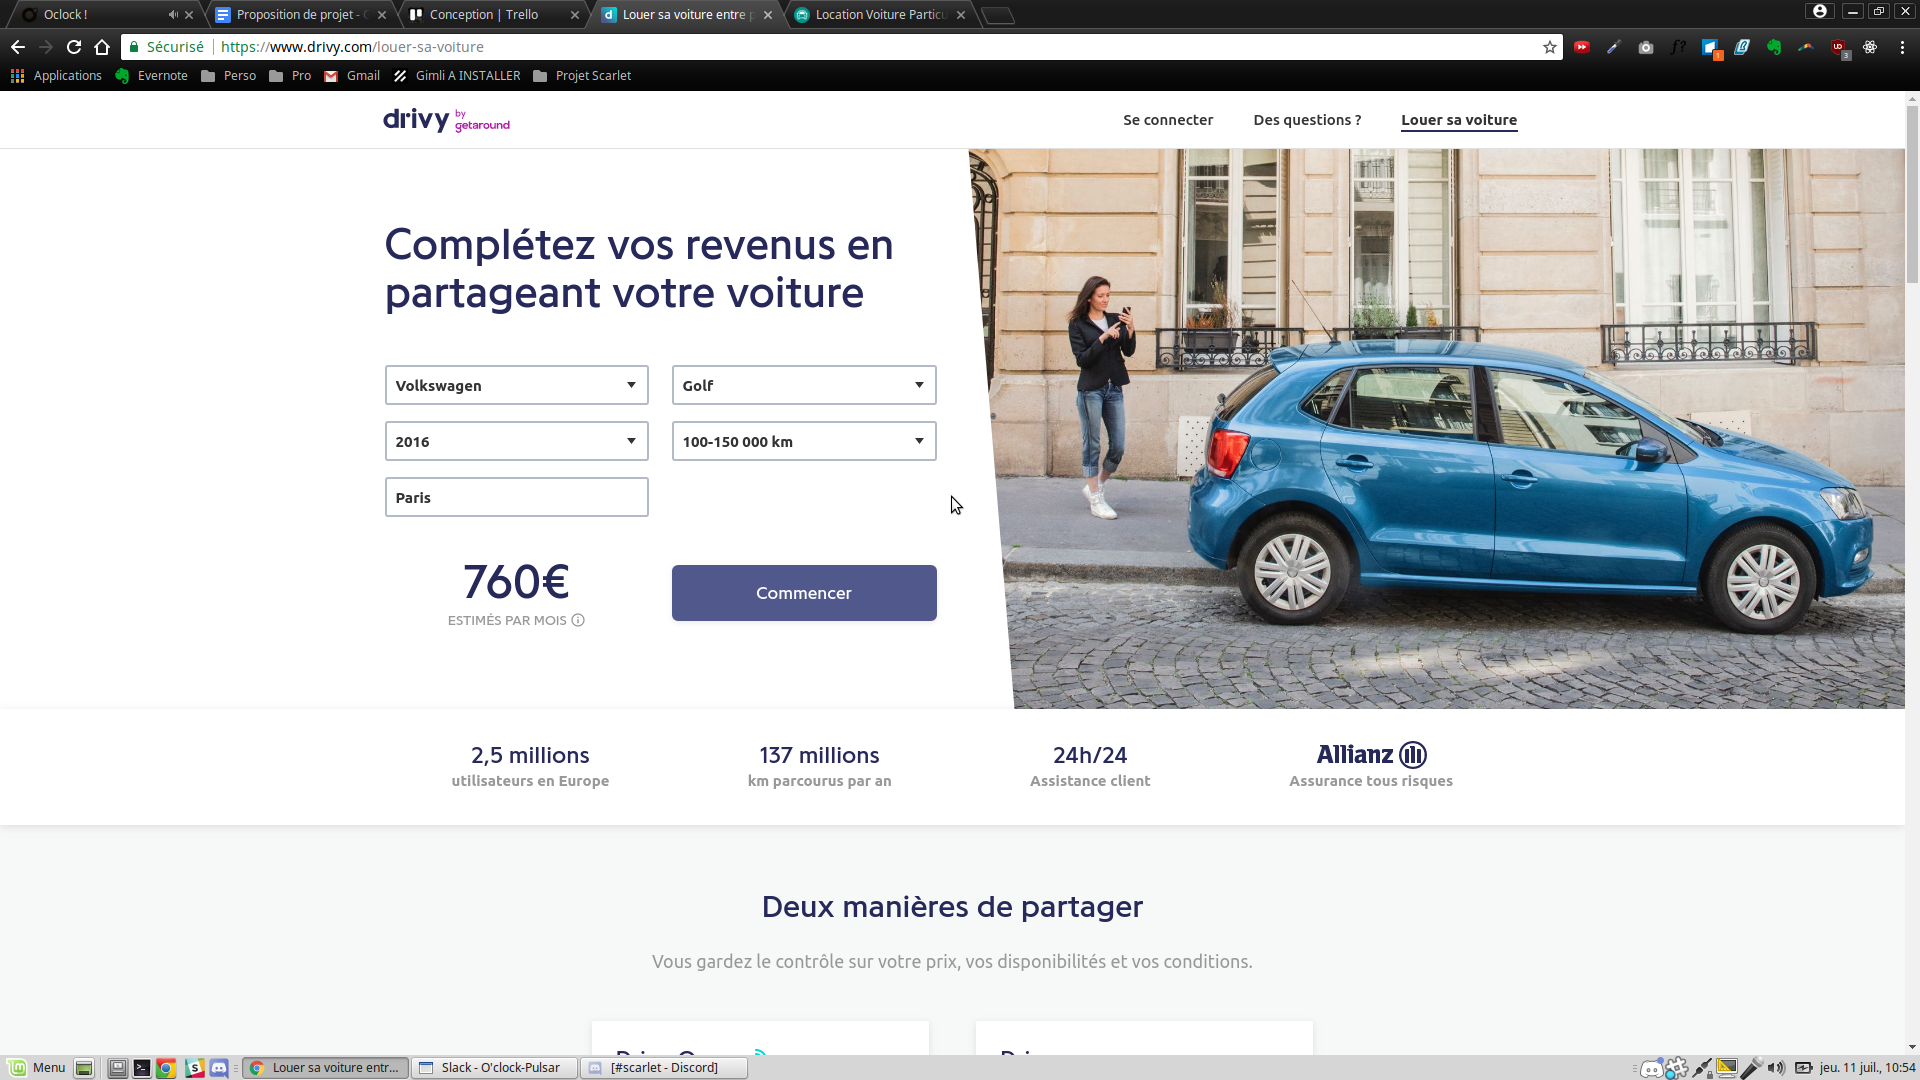 Oclock !
Proposition de projet -
Conception | Trello
Louer sa voiture entre
Location Voiture Particu
Sécurisé
https://www.drivy.com/louer-sa-voiture
Applications
Evernote
Perso
Pro
Gmail
Gimli A INSTALLER
Projet Scarlet
drivy by getaround
Se connecter
Des questions ?
Louer sa voiture
Complétez vos revenus en
partageant votre voiture
Volkswagen
Golf
2016
100-150 000 km
Paris
760€
ESTIMÉS PAR MOIS
Commencer
2,5 millions
utilisateurs en Europe
137 millions
km parcourus par an
24h/24
Assistance client
Allianz
Assurance tous risques
Deux manières de partager
Vous gardez le contrôle sur votre prix, vos disponibilités et vos conditions.
Menu
Louer sa voiture entr...
Slack - O'clock-Pulsar
[#scarlet - Discord]
jeu. 11 juil., 10:54